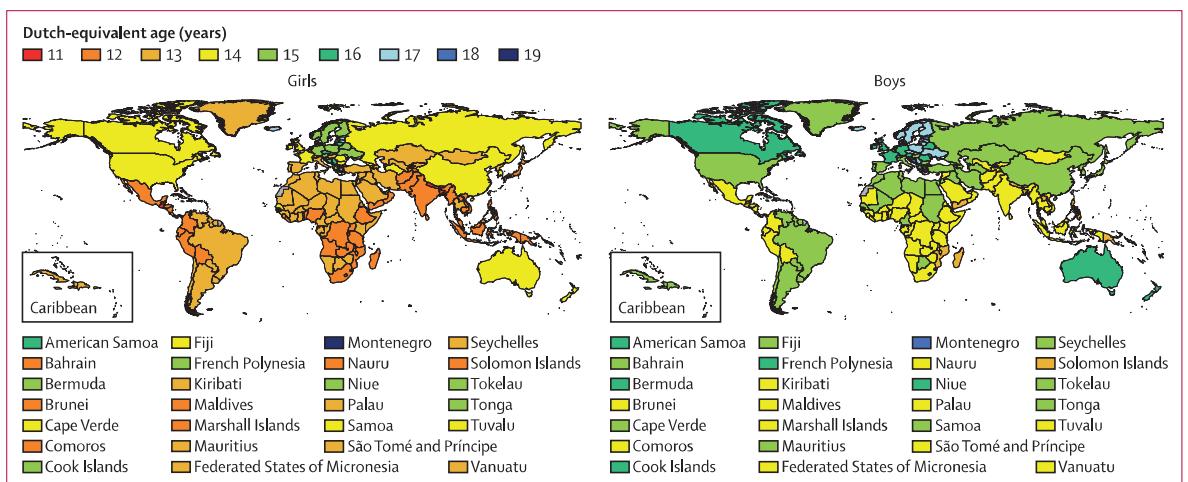 Dutch-equivalent age (years)
11 12 13 14 15 16 17 18 19
Girls
Caribbean
American Samoa Fiji Montenegro Seychelles
Bahrain French Polynesia Nauru Solomon Islands
Bermuda Kiribati Niue Tokelau
Brunei Maldives Palau Tonga
Cape Verde Marshall Islands Samoa Tuvalu
Comoros Mauritius São Tomé and Príncipe
Cook Islands Federated States of Micronesia Vanuatu
Boys
Caribbean
American Samoa Fiji Montenegro Seychelles
Bahrain French Polynesia Nauru Solomon Islands
Bermuda Kiribati Niue Tokelau
Brunei Maldives Palau Tonga
Cape Verde Marshall Islands Samoa Tuvalu
Comoros Mauritius São Tomé and Príncipe
Cook Islands Federated States of Micronesia Vanuatu